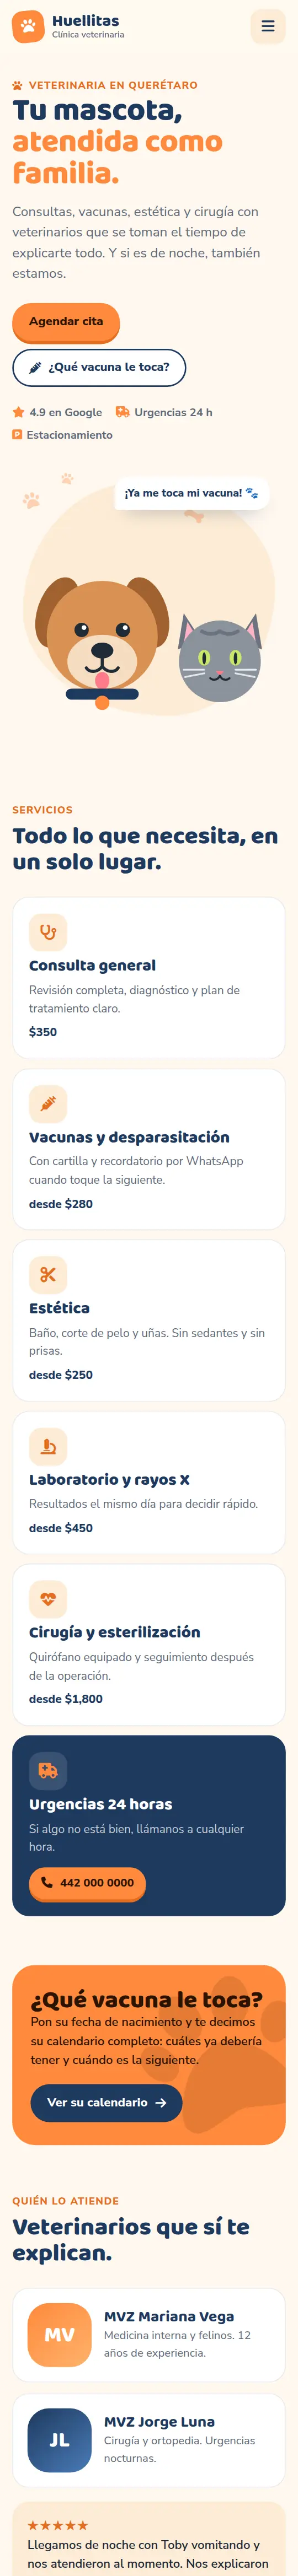 Huellitas
Clínica veterinaria
VETERINARIA EN QUERÉTARO
Tu mascota,
atendida como
familia.
Consultas, vacunas, estética y cirugía con
veterinarios que se toman el tiempo de
explicarte todo. Y si es de noche, también
estamos.
Agendar cita
¿Qué vacuna le toca?
4.9 en Google
Urgencias 24 h
Estacionamiento
¡Ya me toca mi vacuna! 🐾
SERVICIOS
Todo lo que necesita, en
un solo lugar.
Consulta general
Revisión completa, diagnóstico y plan de
tratamiento claro.
$350
Vacunas y desparasitación
Con cartilla y recordatorio por WhatsApp
cuando toque la siguiente.
desde $280
Estética
Baño, corte de pelo y uñas. Sin sedantes y sin
prisas.
desde $250
Laboratorio y rayos X
Resultados el mismo día para decidir rápido.
desde $450
Cirugía y esterilización
Quirófano equipado y seguimiento después
de la operación.
desde $1,800
Urgencias 24 horas
Si algo no está bien, llámanos a cualquier
hora.
442 000 0000
¿Qué vacuna le toca?
Pon su fecha de nacimiento y te decimos
su calendario completo: cuáles ya debería
tener y cuándo es la siguiente.
Ver su calendario →
QUIÉN LO ATIENDE
Veterinarios que sí te
explican.
MV
MVZ Mariana Vega
Medicina interna y felinos. 12
años de experiencia.
JL
MVZ Jorge Luna
Cirugía y ortopedia. Urgencias
nocturnas.
★★★★★
Llegamos de noche con Toby vomitando y
nos atendieron al momento. Nos explicaron